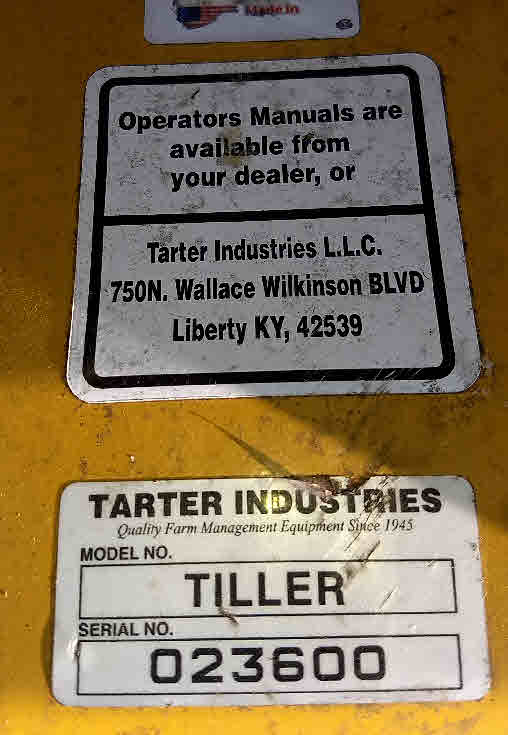 Made in
Operators Manuals are
available from
your dealer, or
Tarter Industries L.L.C.
750N. Wallace Wilkinson BLVD
Liberty KY, 42539
TARTER INDUSTRIES
Quality Farm Management Equipment Since 1945
MODEL NO.
TILLER
SERIAL NO.
023600